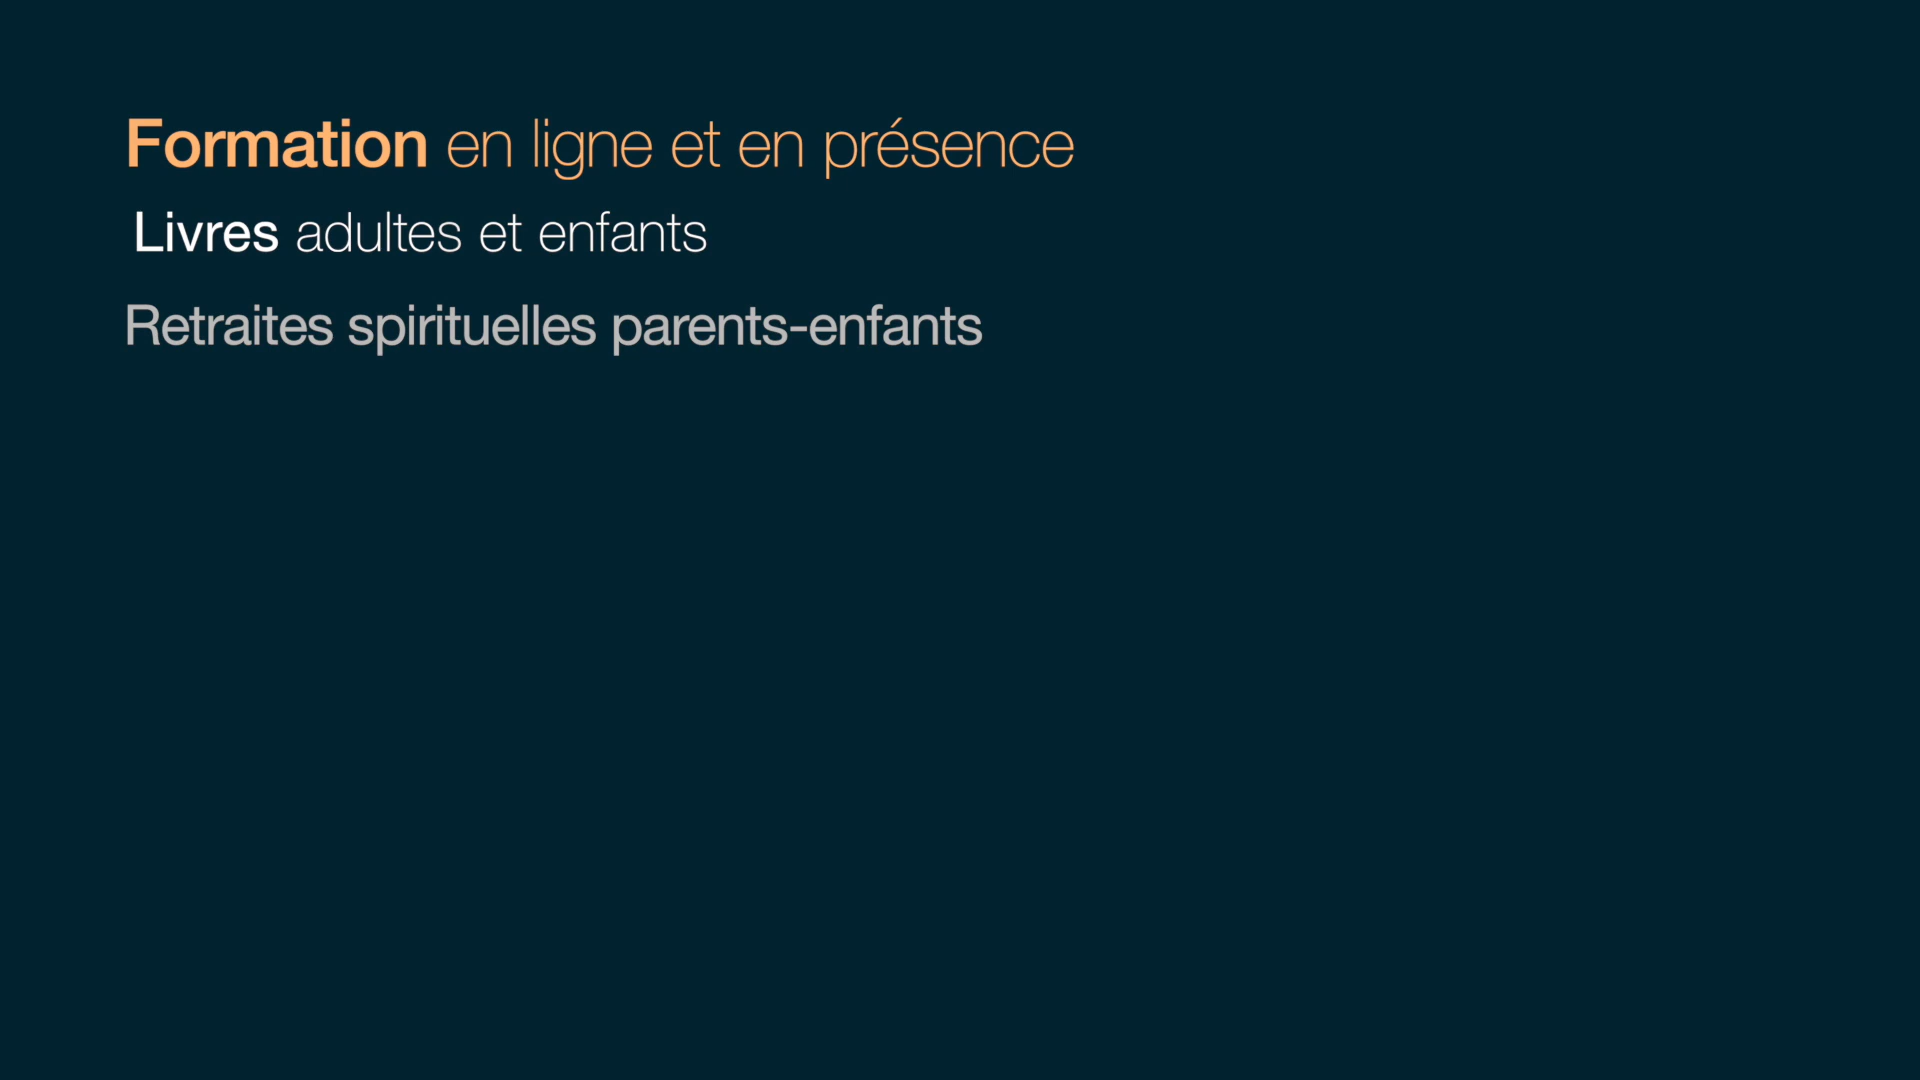 Formation en ligne et en présence
Livres adultes et enfants
Retraites spirituelles parents-enfants